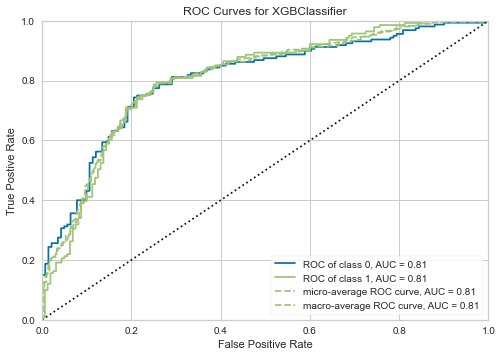 ROC Curves for XGBClassifier
1.0
0.8
0.6
0.4
0.2
0.0
True Postive Rate
ROC of class 0, AUC = 0.81
ROC of class 1, AUC = 0.81
micro-average ROC curve, AUC = 0.81
macro-average ROC curve, AUC = 0.81
0.0 0.2 0.4 0.6 0.8 1.0
False Positive Rate